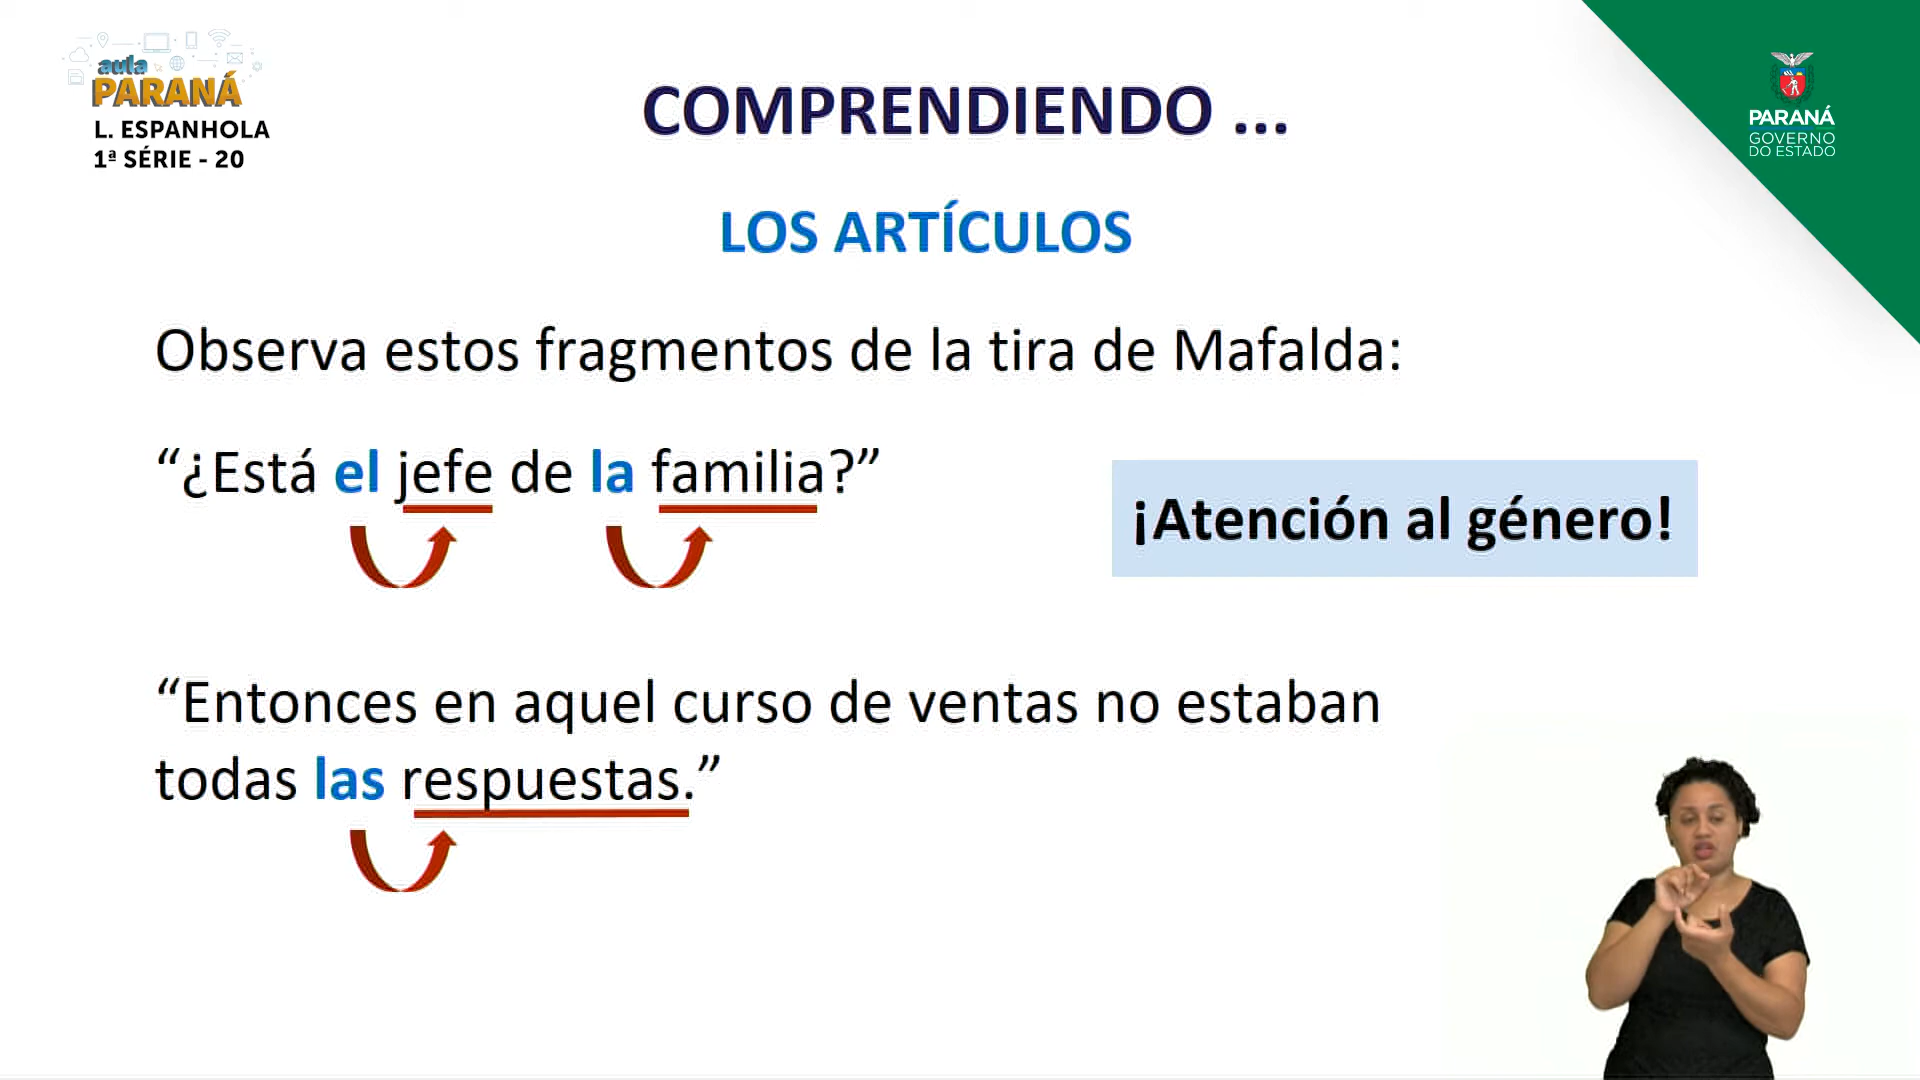 aula
PARANÁ
L. ESPANHOLA
1ª SÉRIE - 20
COMPRENDIENDO ...
PARANÁ
GOVERNO
DO ESTADO
LOS ARTÍCULOS
Observa estos fragmentos de la tira de Mafalda:
“¿Está el jefe de la familia?”
¡Atención al género!
“Entonces en aquel curso de ventas no estaban
todas las respuestas.”